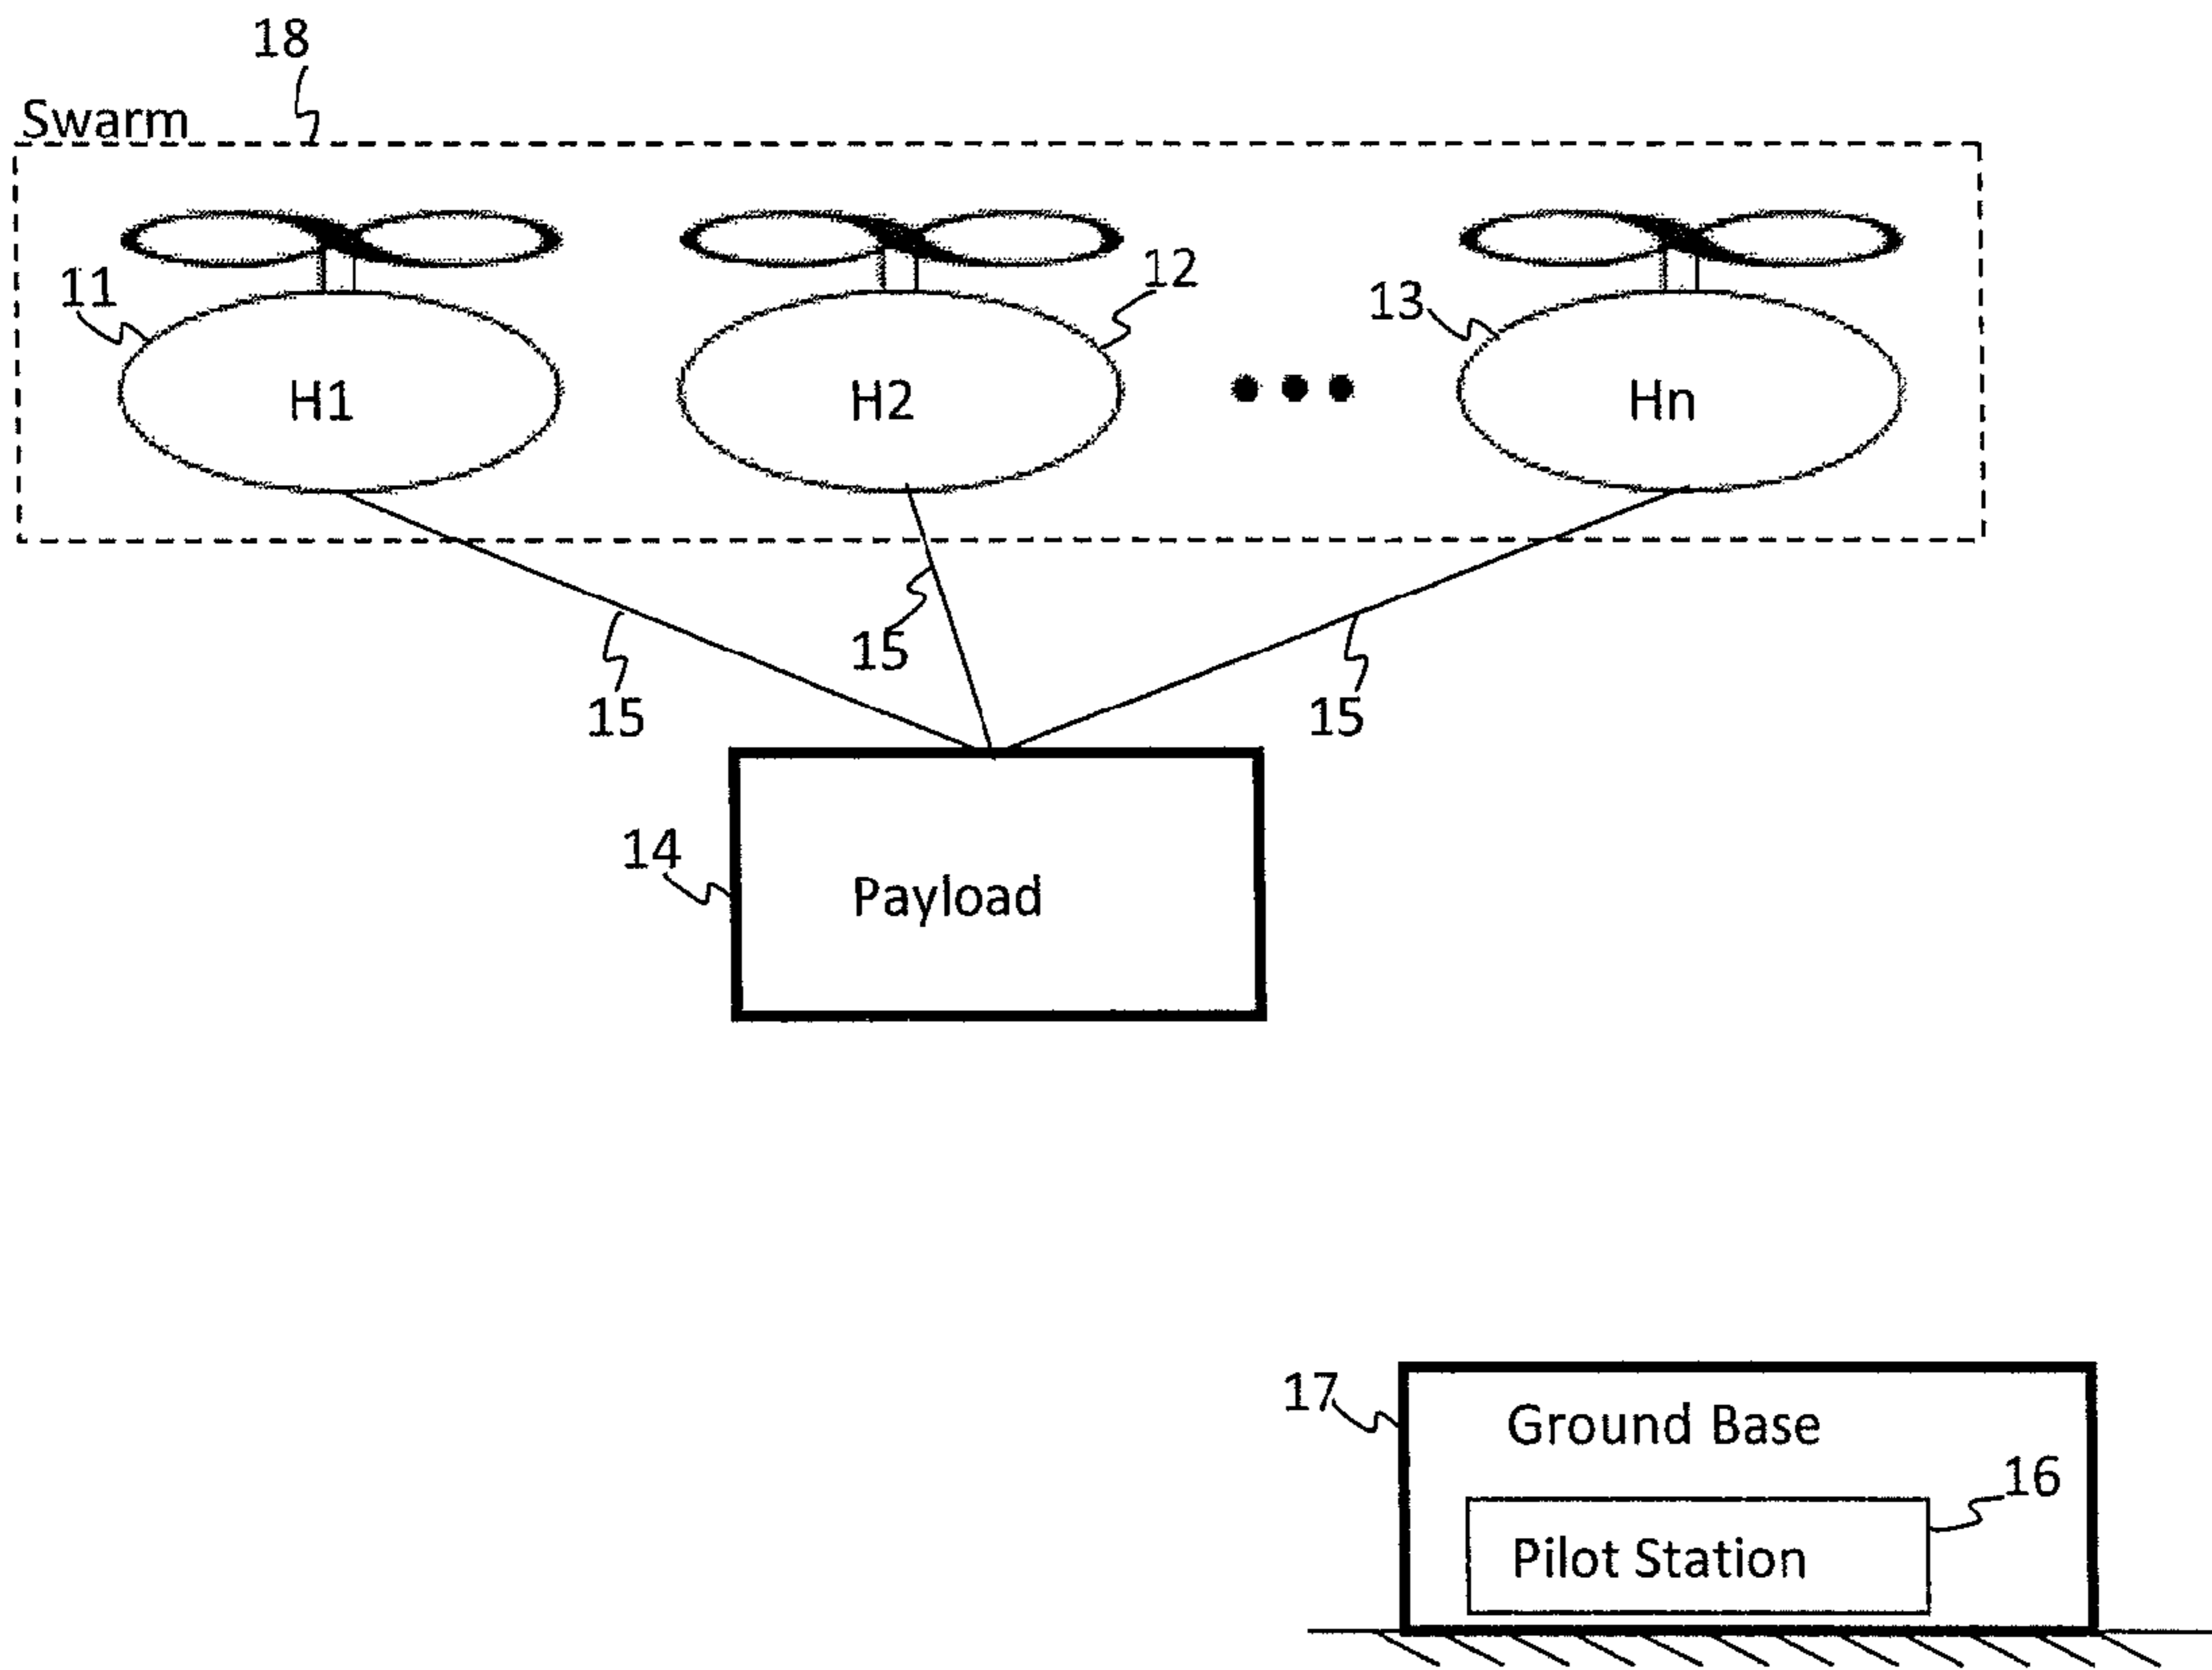 18
Swarm
11
12
13
H1
H2
Hn
15
15
15
14
Payload
17
Ground Base
16
Pilot Station